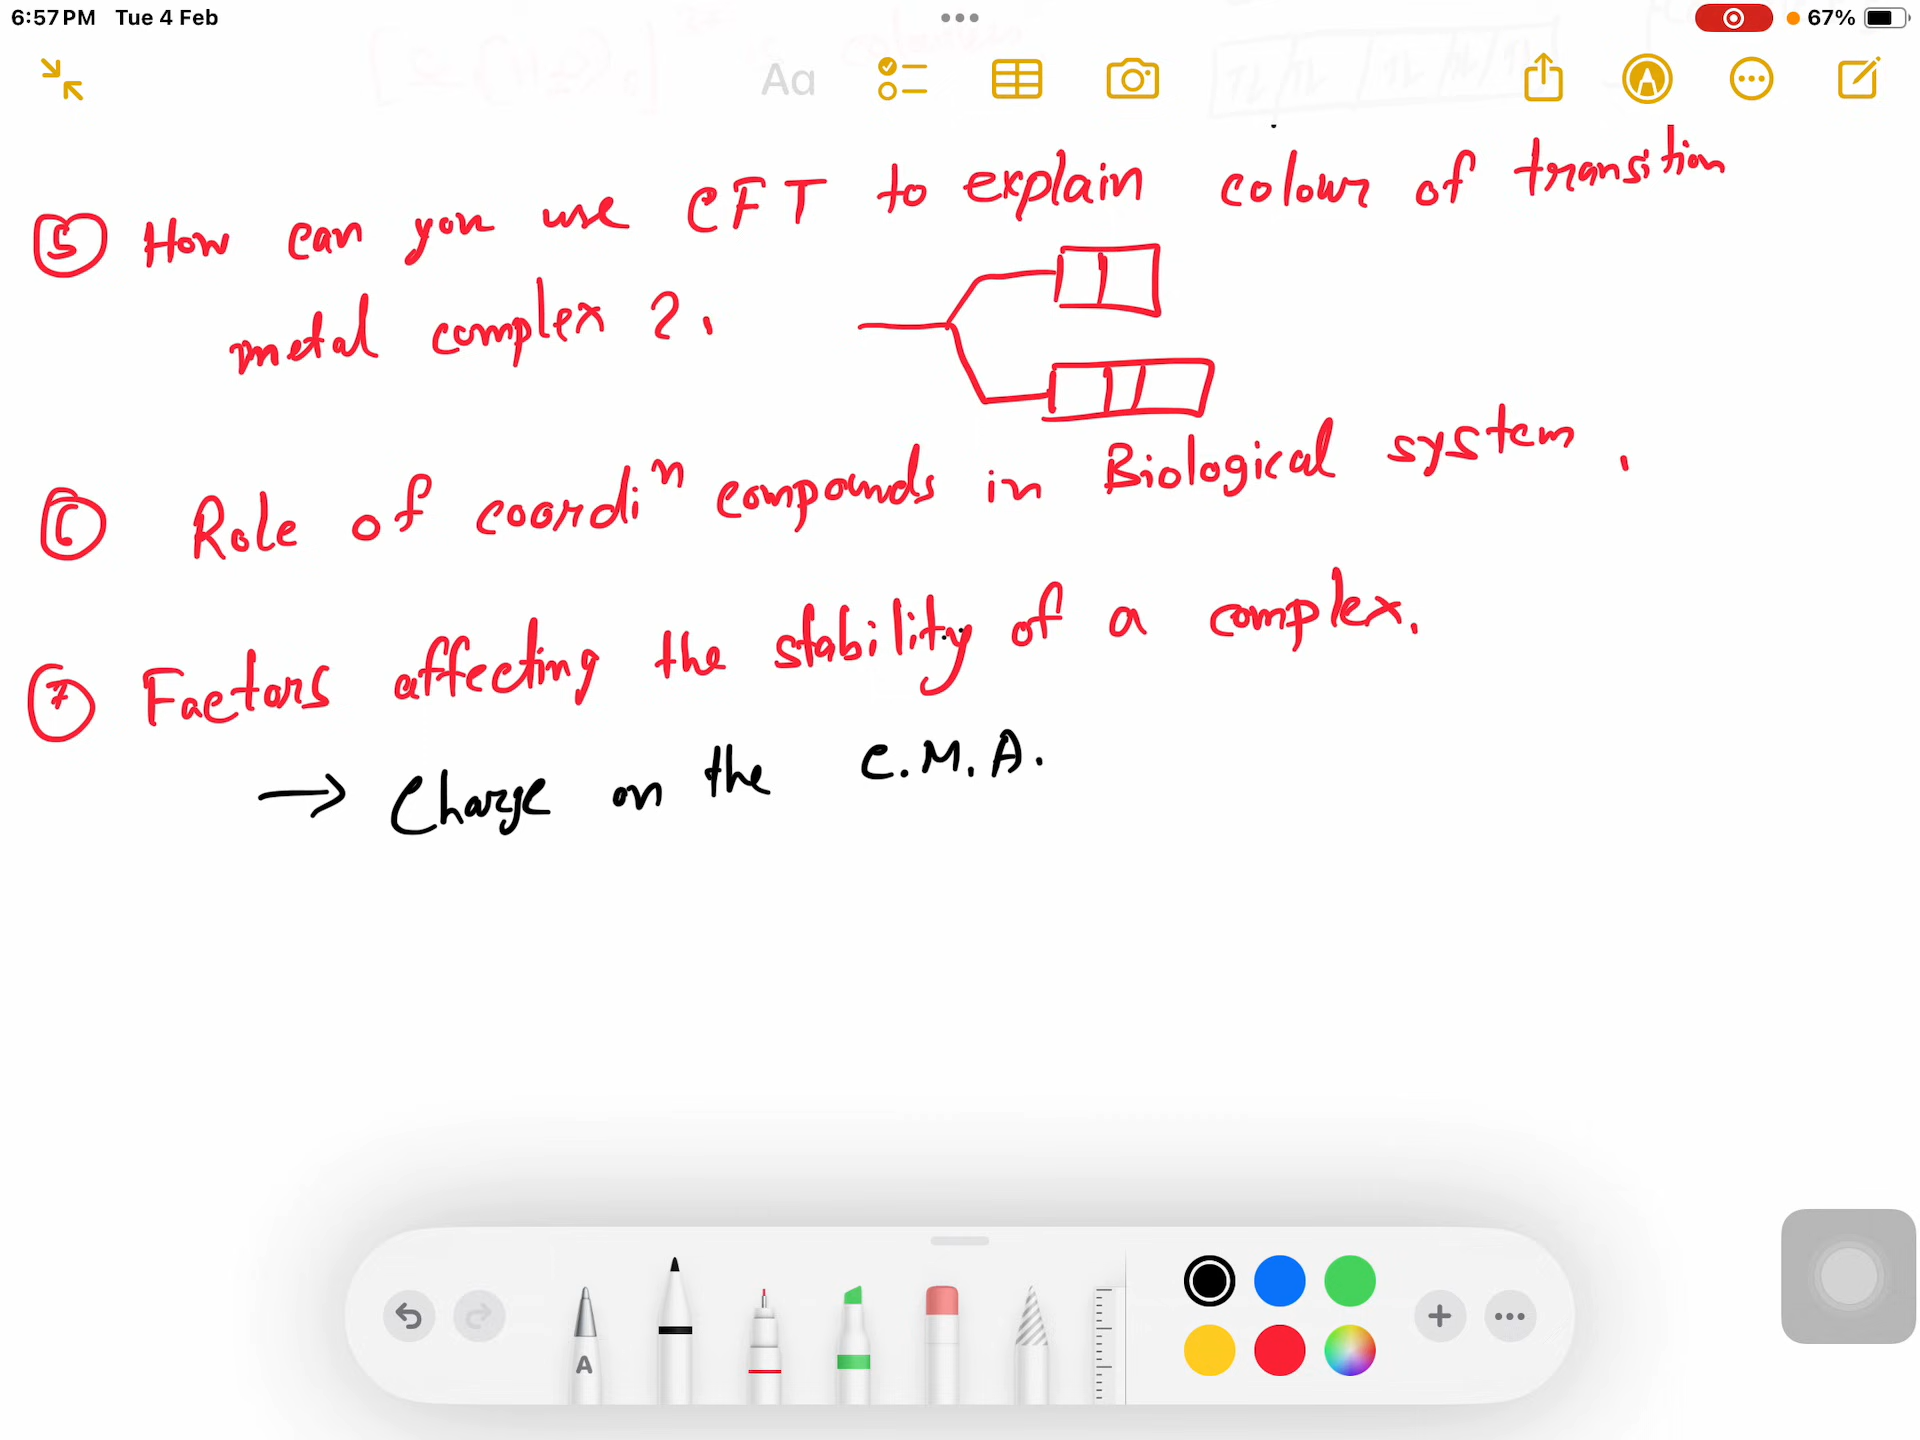 6:57 PM Tue 4 Feb
67%
Aa
5 How can you use CFT to explain colour of transition
metal complex ?.
6 Role of coordiⁿ compounds in Biological system.
7 Factors affecting the stability of a complex.
→ Charge on the C.M.A.
A